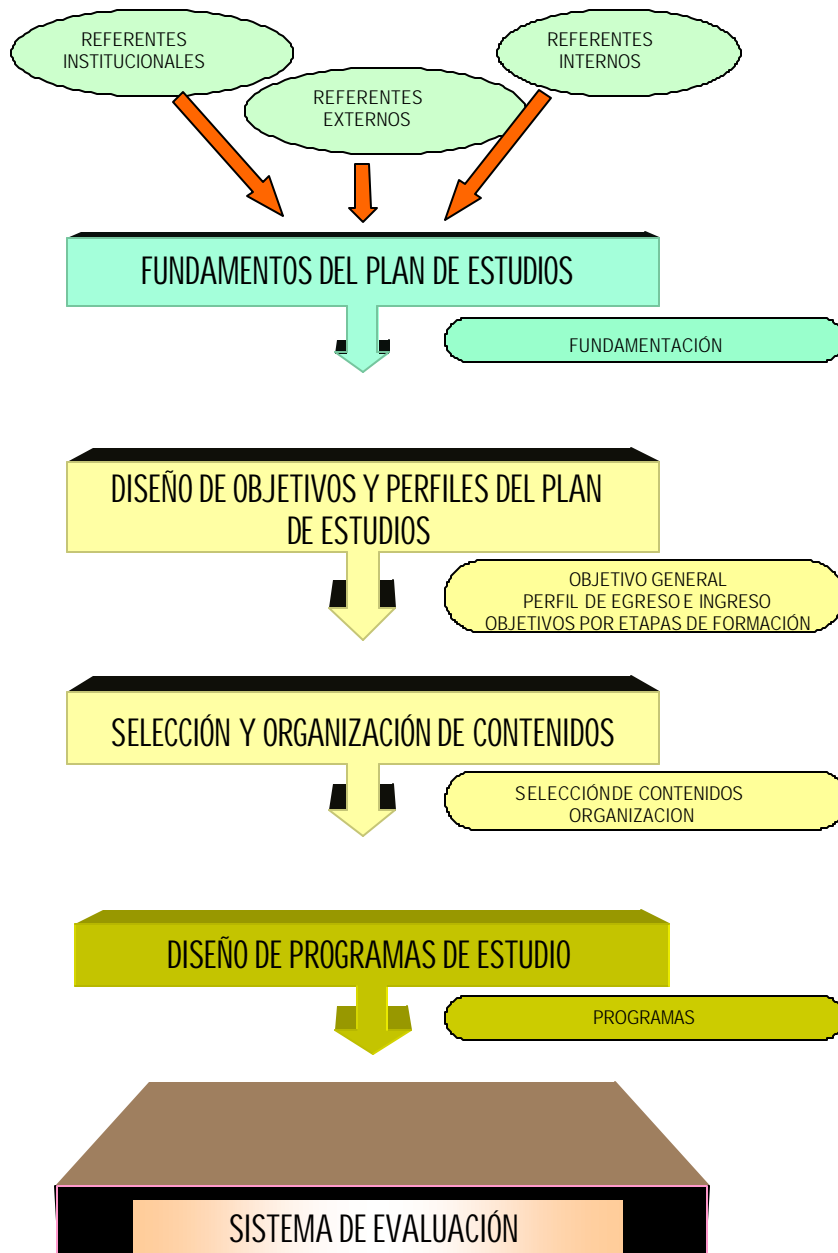 REFERENTES
INSTITUCIONALES
REFERENTES
EXTERNOS
REFERENTES
INTERNOS
FUNDAMENTOS DEL PLAN DE ESTUDIOS
FUNDAMENTACIÓN
DISEÑO DE OBJETIVOS Y PERFILES DEL PLAN
DE ESTUDIOS
OBJETIVO GENERAL
PERFIL DE EGRESO E INGRESO
OBJETIVOS POR ETAPAS DE FORMACIÓN
SELECCIÓN Y ORGANIZACIÓN DE CONTENIDOS
SELECCIÓN DE CONTENIDOS
ORGANIZACION
DISEÑO DE PROGRAMAS DE ESTUDIO
PROGRAMAS
SISTEMA DE EVALUACIÓN